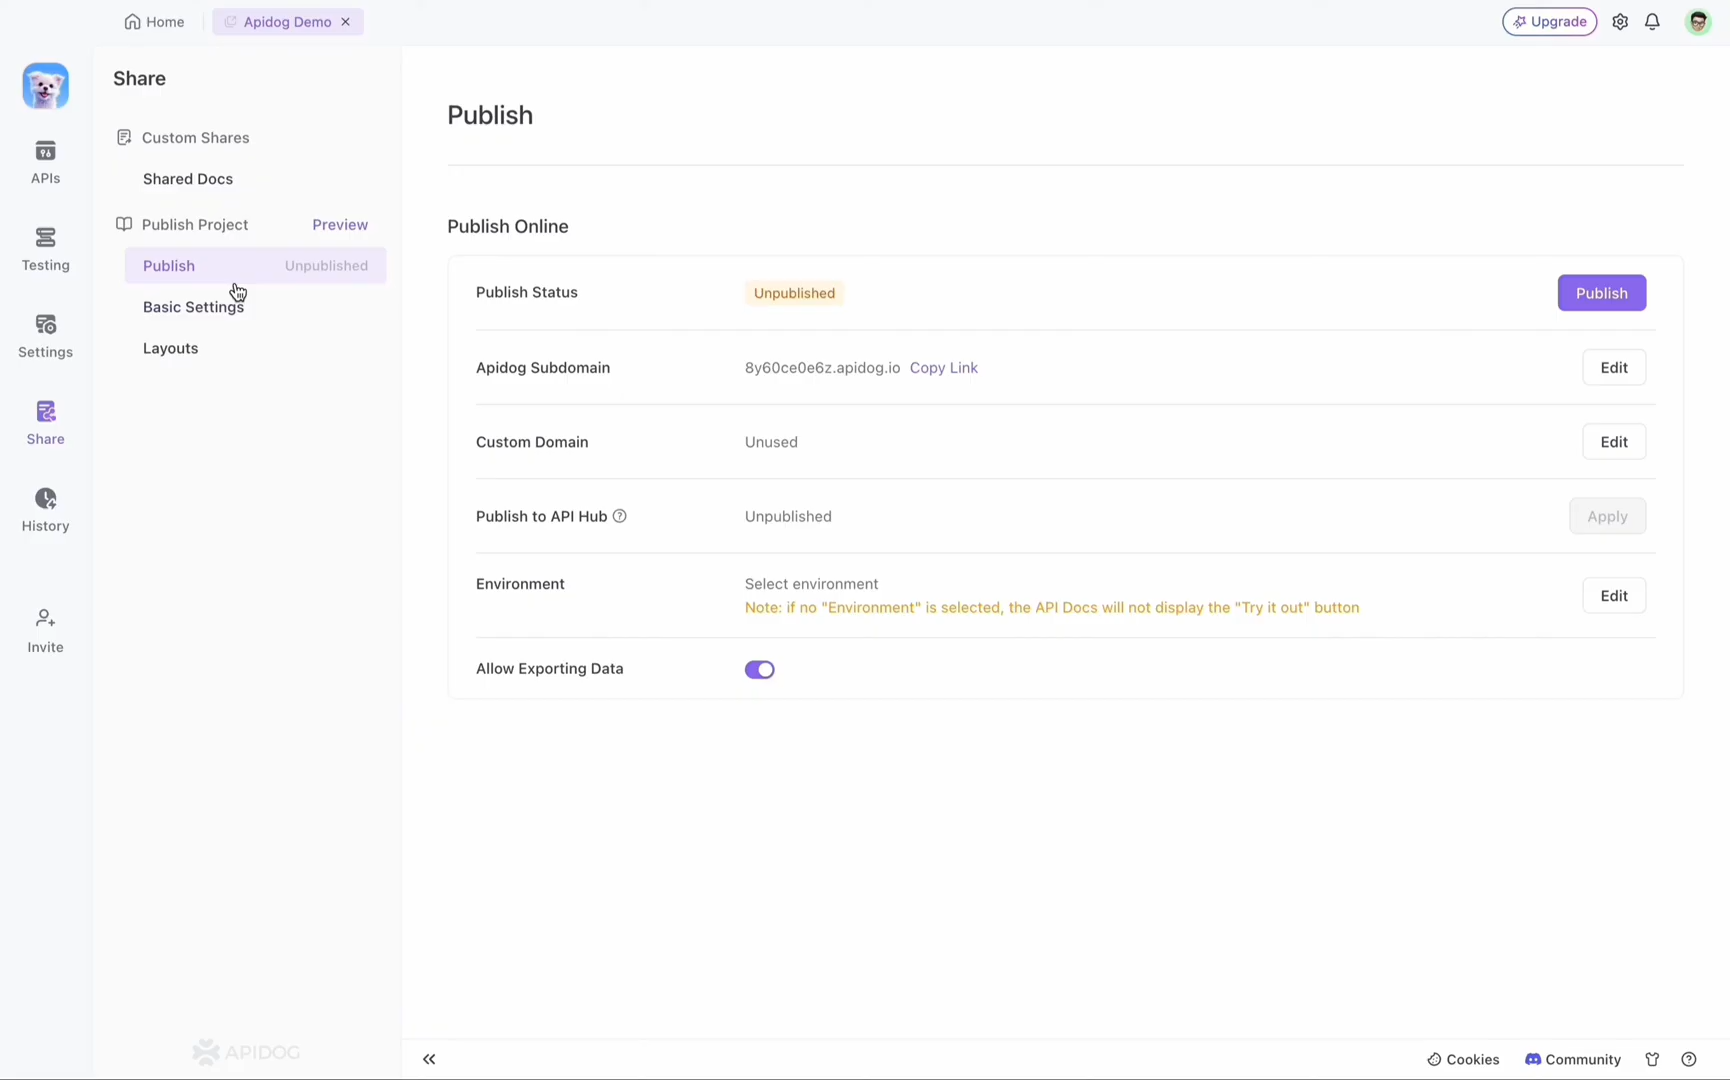 Home
Apidog Demo
Upgrade
Share
Custom Shares
Shared Docs
Publish Project
Preview
Publish
Unpublished
Basic Settings
Layouts
APIs
Testing
Settings
Share
History
Invite
APIDOG
Publish
Publish Online
Publish Status
Unpublished
Publish
Apidog Subdomain
8y60ce0e6z.apidog.io
Copy Link
Edit
Custom Domain
Unused
Edit
Publish to API Hub
Unpublished
Apply
Environment
Select environment
Note: if no "Environment" is selected, the API Docs will not display the "Try it out" button
Edit
Allow Exporting Data
Cookies
Community